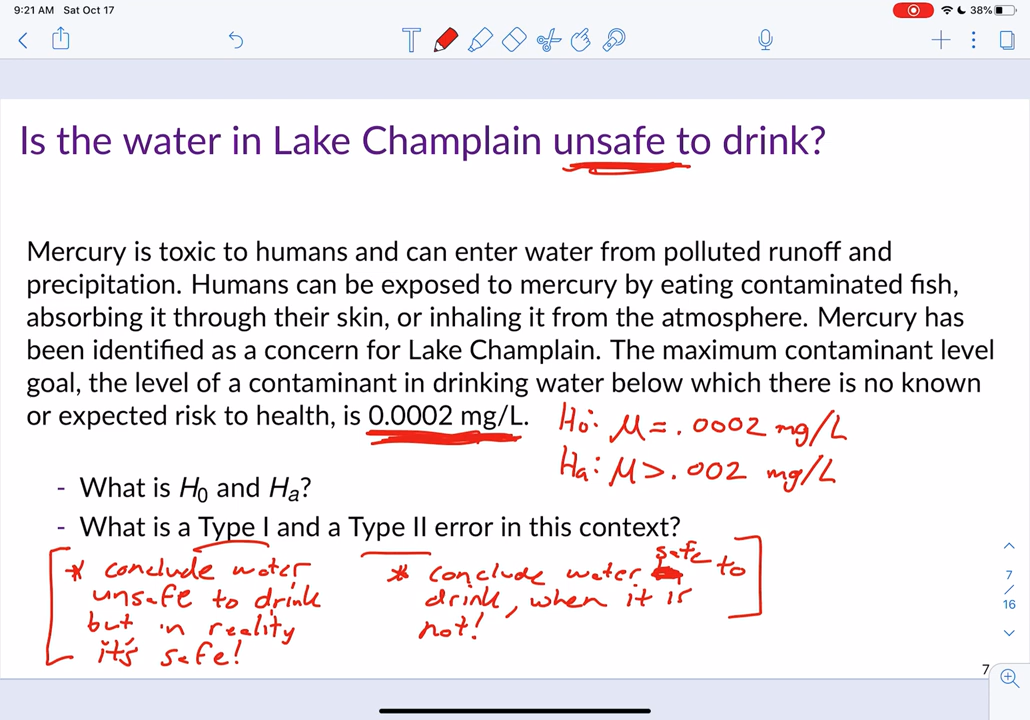 9:21 AM Sat Oct 17
38%
T
Is the water in Lake Champlain unsafe to drink?
Mercury is toxic to humans and can enter water from polluted runoff and
precipitation. Humans can be exposed to mercury by eating contaminated fish,
absorbing it through their skin, or inhaling it from the atmosphere. Mercury has
been identified as a concern for Lake Champlain. The maximum contaminant level
goal, the level of a contaminant in drinking water below which there is no known
or expected risk to health, is 0.0002 mg/L.
H0: μ = .0002 mg/L
Ha: μ > .002 mg/L
- What is H0 and Ha?
- What is a Type I and a Type II error in this context?
* conclude water
unsafe to drink
but in reality
it's safe!
* conclude water safe to
drink, when it is
not!
7
/
16
7